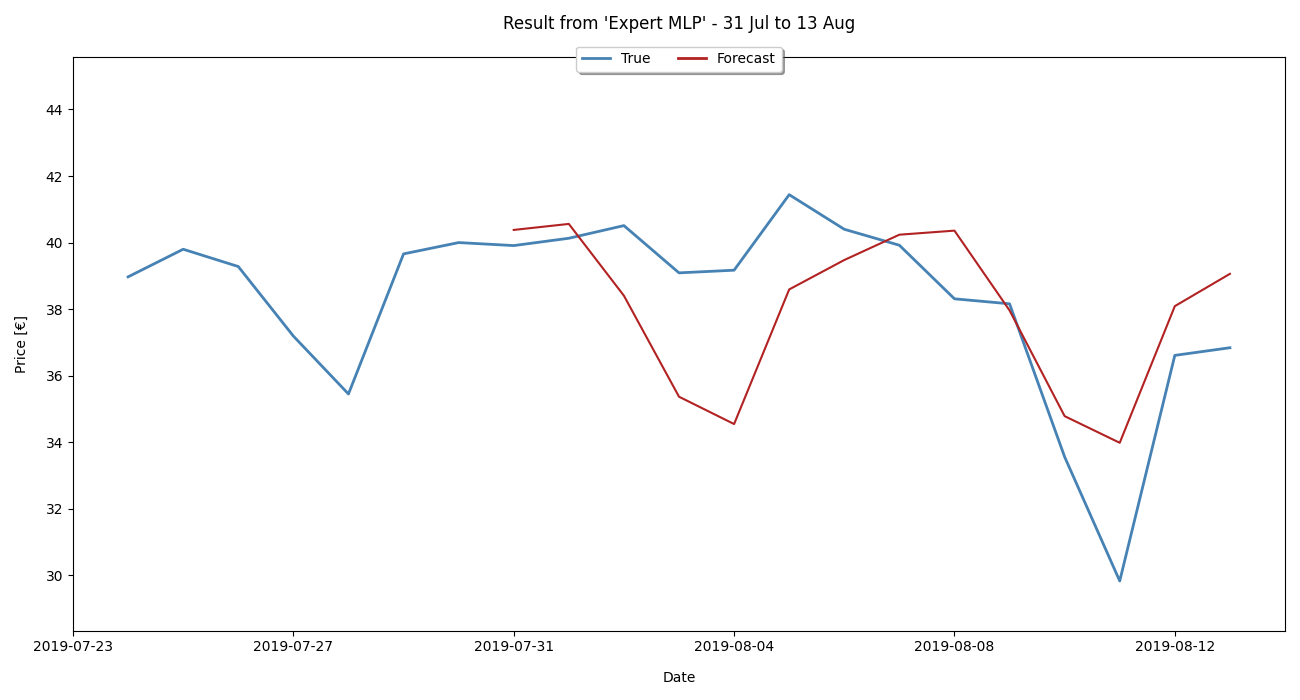 Result from 'Expert MLP' - 31 Jul to 13 Aug
True Forecast
44
42
40
38
36
34
32
30
Price [€]
2019-07-23 2019-07-27 2019-07-31 2019-08-04 2019-08-08 2019-08-12
Date